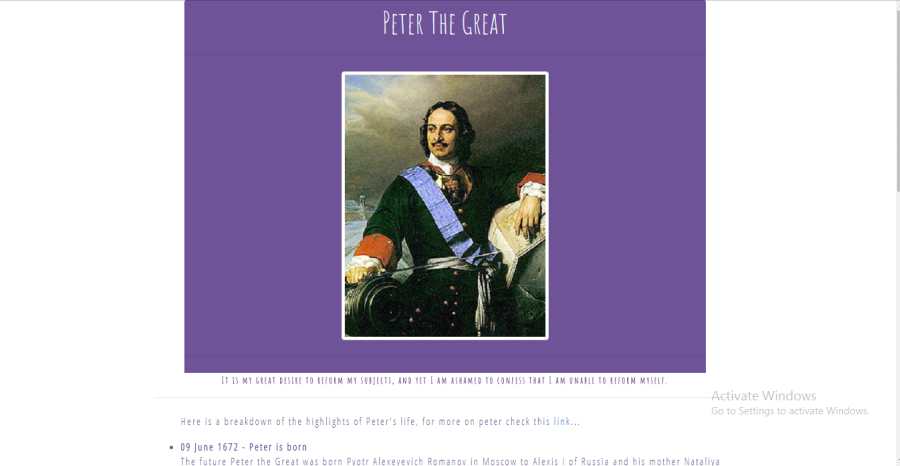 Peter The Great
It is my great desire to reform my subjects, and yet I am ashamed to confess that I am unable to reform myself.
Activate Windows
Go to Settings to activate Windows.
Here is a breakdown of the highlights of Peter's life, for more on peter check this link...
09 June 1672 - Peter is born
The future Peter the Great was born Pyotr Alexeyevich Romanov in Moscow to Alexis I of Russia and his mother Nataliya